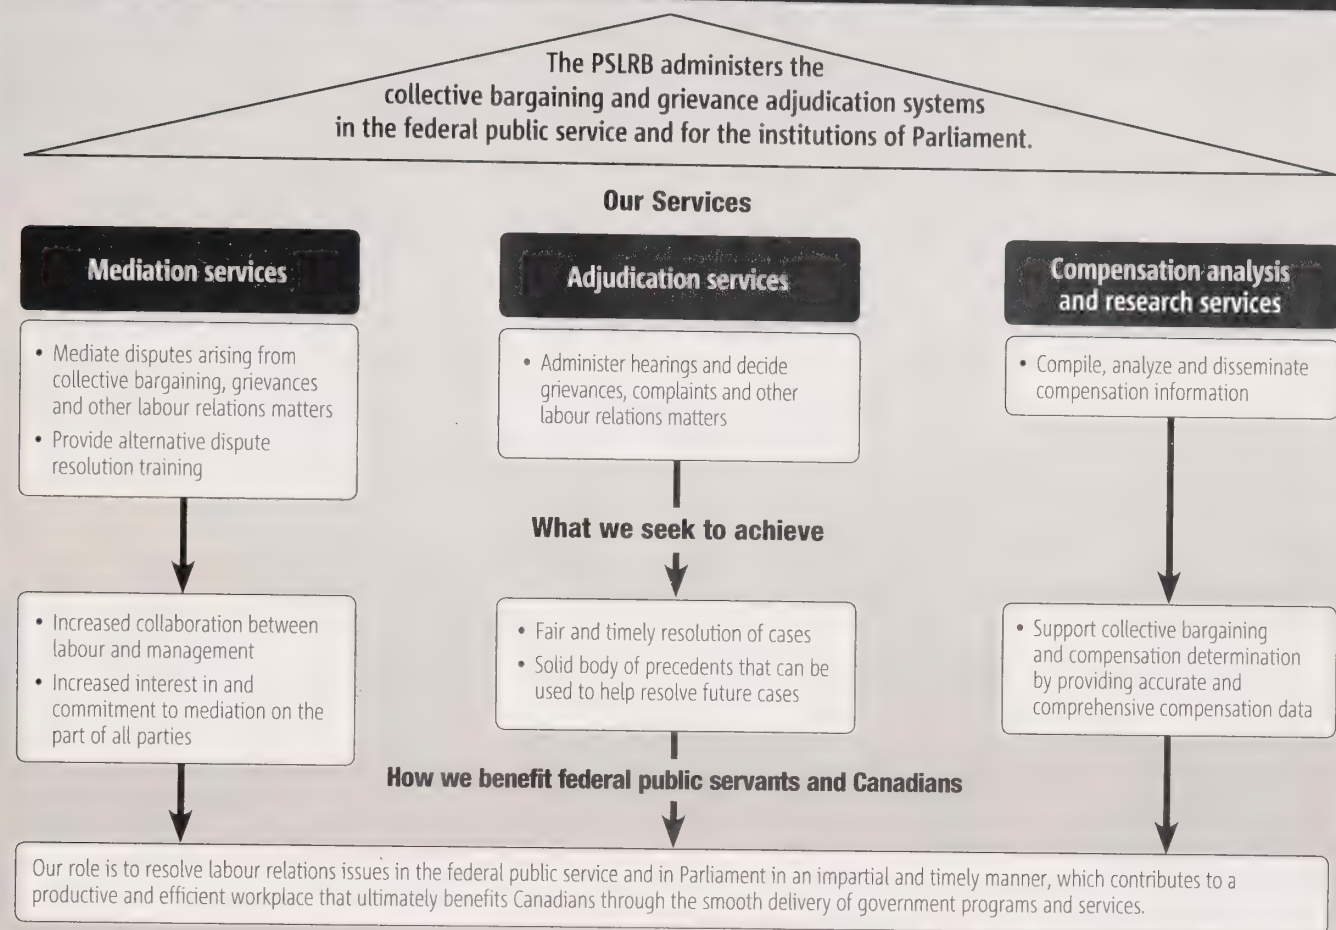 The PSLRB administers the
collective bargaining and grievance adjudication systems
in the federal public service and for the institutions of Parliament.
Our Services
Mediation services
• Mediate disputes arising from
collective bargaining, grievances
and other labour relations matters
• Provide alternative dispute
resolution training
Adjudication services
• Administer hearings and decide
grievances, complaints and other
labour relations matters
Compensation analysis
and research services
• Compile, analyze and disseminate
compensation information
What we seek to achieve
• Increased collaboration between
labour and management
• Increased interest in and
commitment to mediation on the
part of all parties
• Fair and timely resolution of cases
• Solid body of precedents that can be
used to help resolve future cases
• Support collective bargaining
and compensation determination
by providing accurate and
comprehensive compensation data
How we benefit federal public servants and Canadians
Our role is to resolve labour relations issues in the federal public service and in Parliament in an impartial and timely manner, which contributes to a
productive and efficient workplace that ultimately benefits Canadians through the smooth delivery of government programs and services.